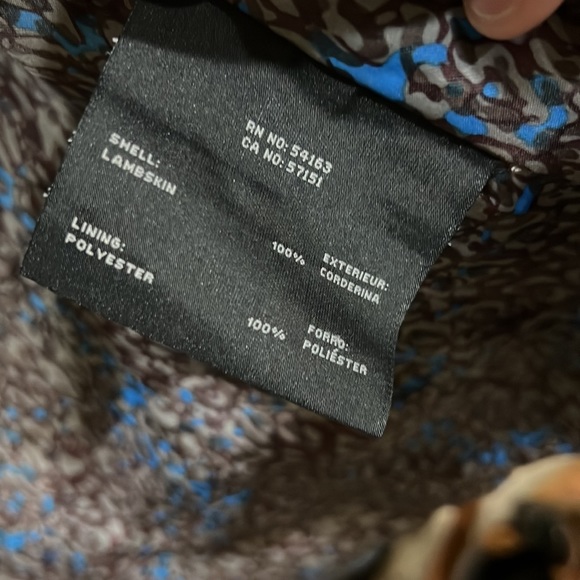 RN NO: 54163
CA NO: 57151
SHELL:
LAMBSKIN
100%
EXTERIEUR:
CORDERINA
LINING:
POLYESTER
100%
FORRO:
POLIÉSTER